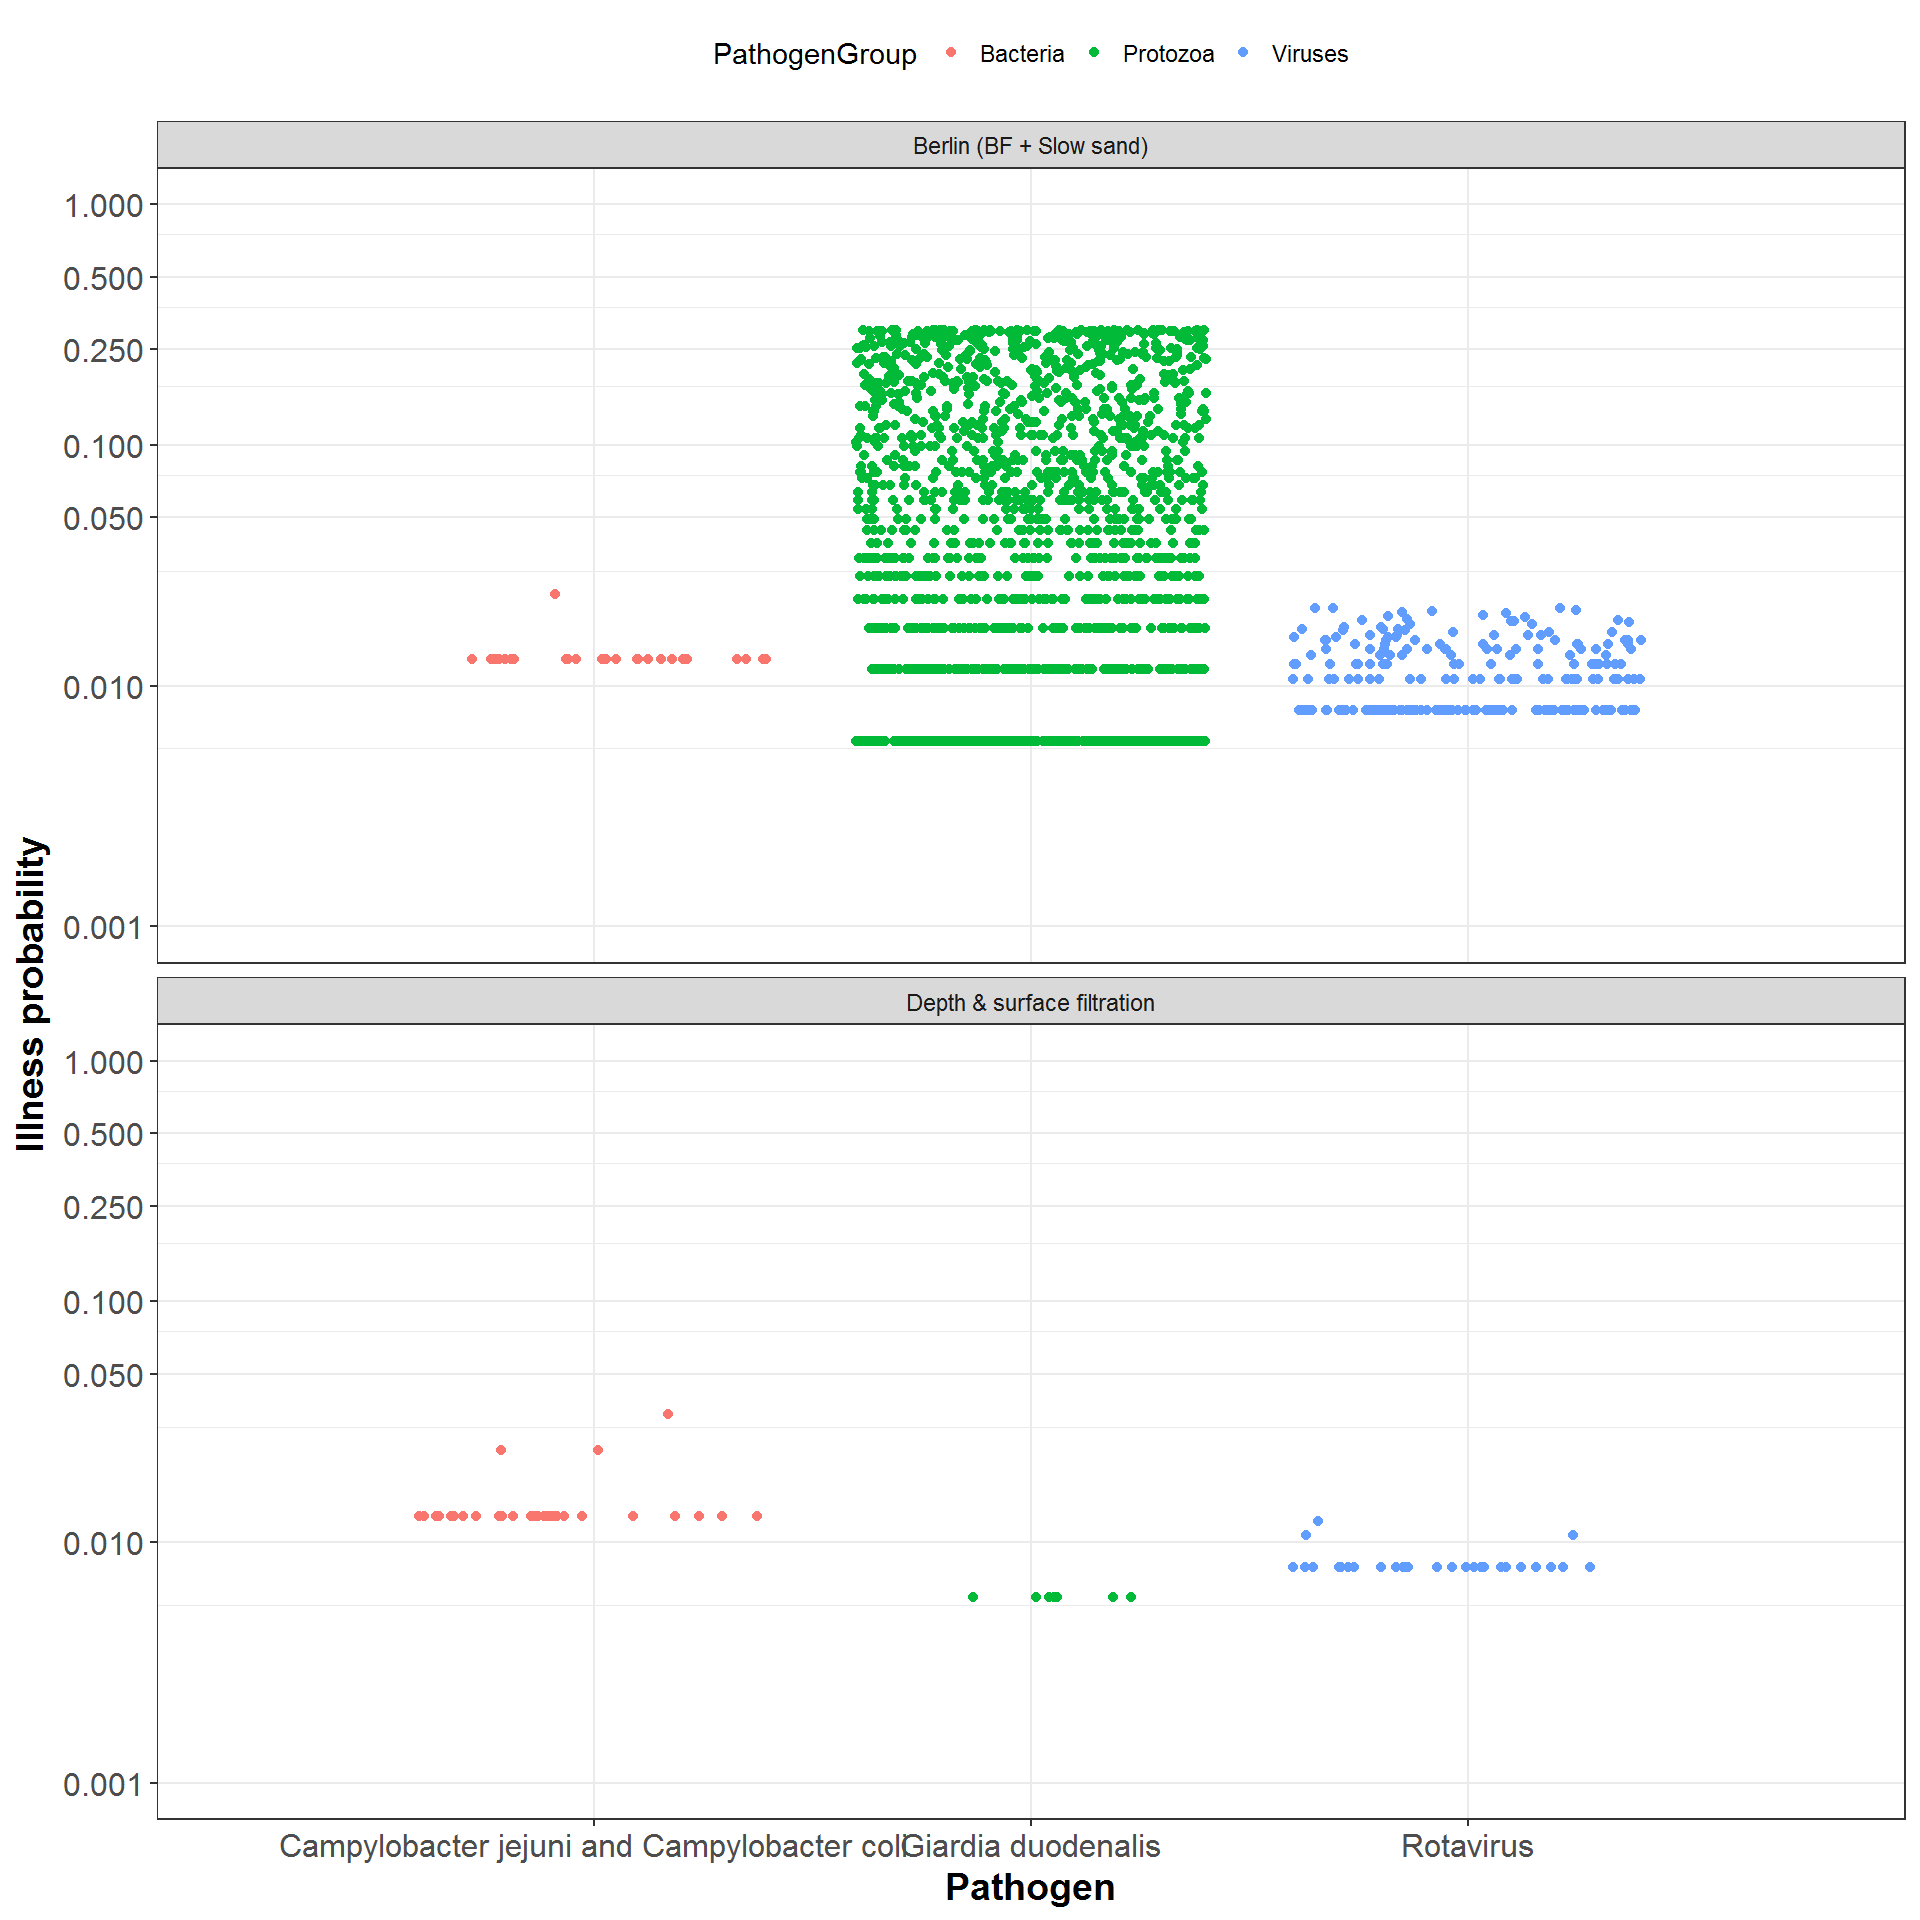 PathogenGroup Bacteria Protozoa Viruses
Berlin (BF + Slow sand)
1.000
0.500
0.250
0.100
0.050
0.010
0.001
Depth & surface filtration
1.000
0.500
0.250
0.100
0.050
0.010
0.001
Illness probability
Campylobacter jejuni and Campylobacter coli Giardia duodenalis Rotavirus
Pathogen